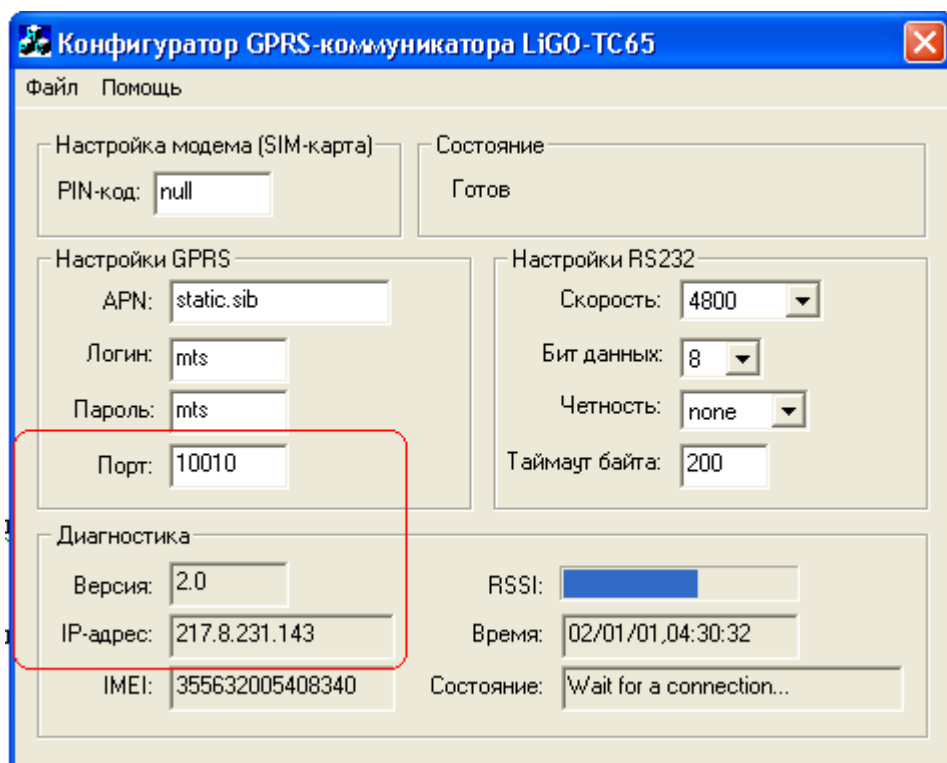 Конфигуратор GPRS-коммуникатора LiGO-TC65
Файл Помощь
Настройка модема (SIM-карта)
PIN-код: null
Состояние
Готов
Настройки GPRS
APN: static.sib
Логин: mts
Пароль: mts
Порт: 10010
Настройки RS232
Скорость: 4800
Бит данных: 8
Четность: none
Таймаут байта: 200
Диагностика
Версия: 2.0
IP-адрес: 217.8.231.143
IMEI: 355632005408340
RSSI:
Время: 02/01/01,04:30:32
Состояние: Wait for a connection...